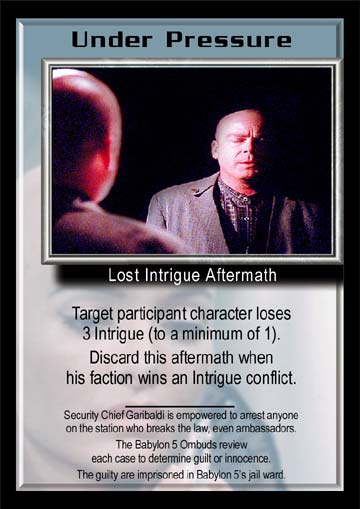 Under Pressure
Lost Intrigue Aftermath
Target participant character loses
3 Intrigue (to a minimum of 1).
Discard this aftermath when
his faction wins an Intrigue conflict.
Security Chief Garibaldi is empowered to arrest anyone
on the station who breaks the law, even ambassadors.
The Babylon 5 Ombuds review
each case to determine guilt or innocence.
The guilty are imprisoned in Babylon 5's jail ward.